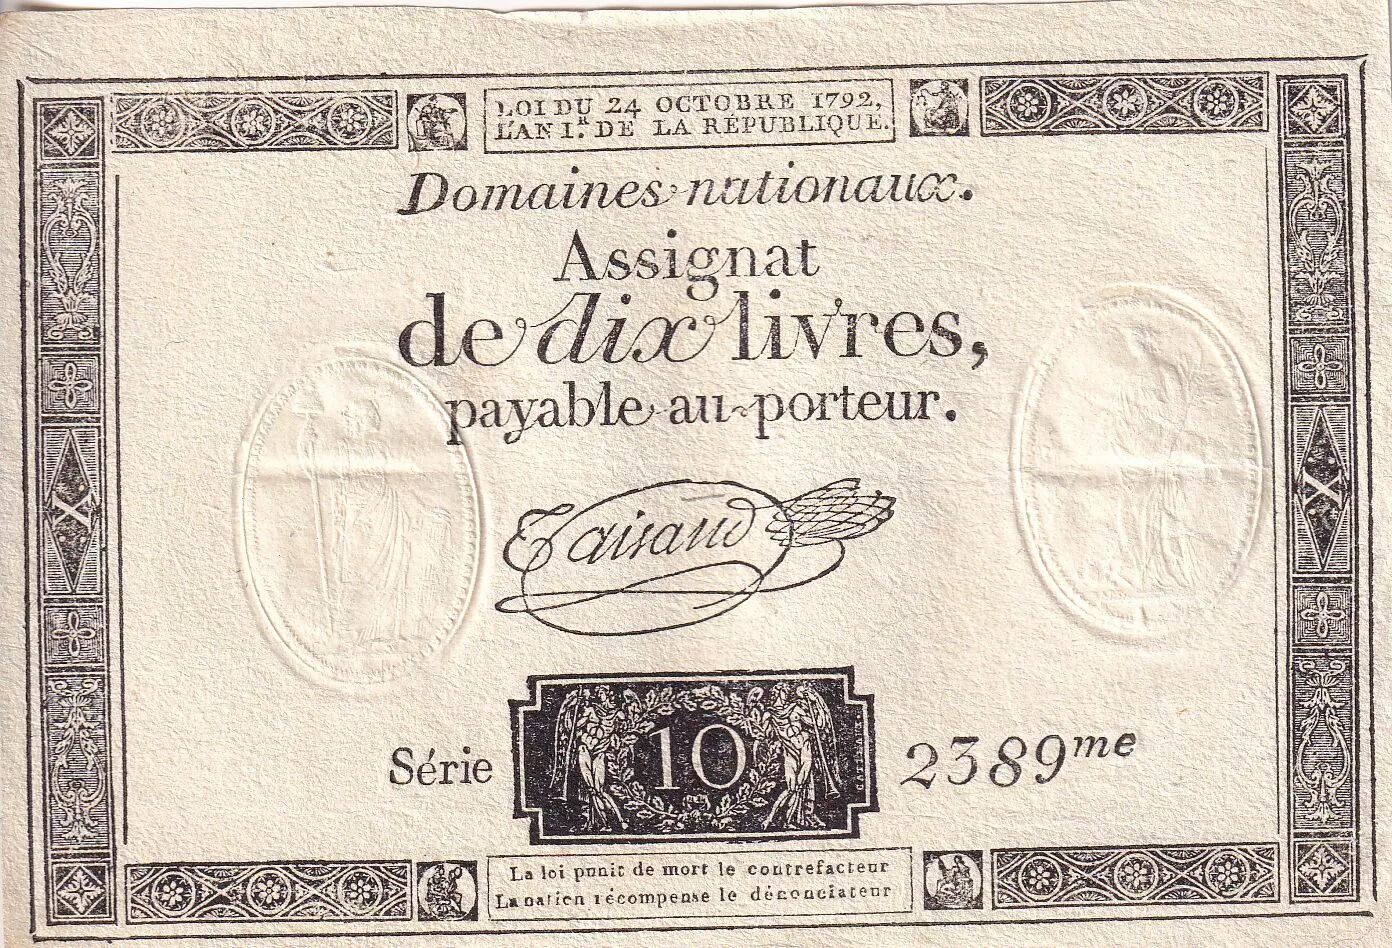 LOI DU 24 OCTOBRE 1792,
L'AN 1.R DE LA RÉPUBLIQUE.
Domaines nationaux.
Assignat
de dix livres,
payable au porteur.
Taisaud
X X
Série 10 2389me
La loi punit de mort le contrefacteur
La nation récompense le dénonciateur